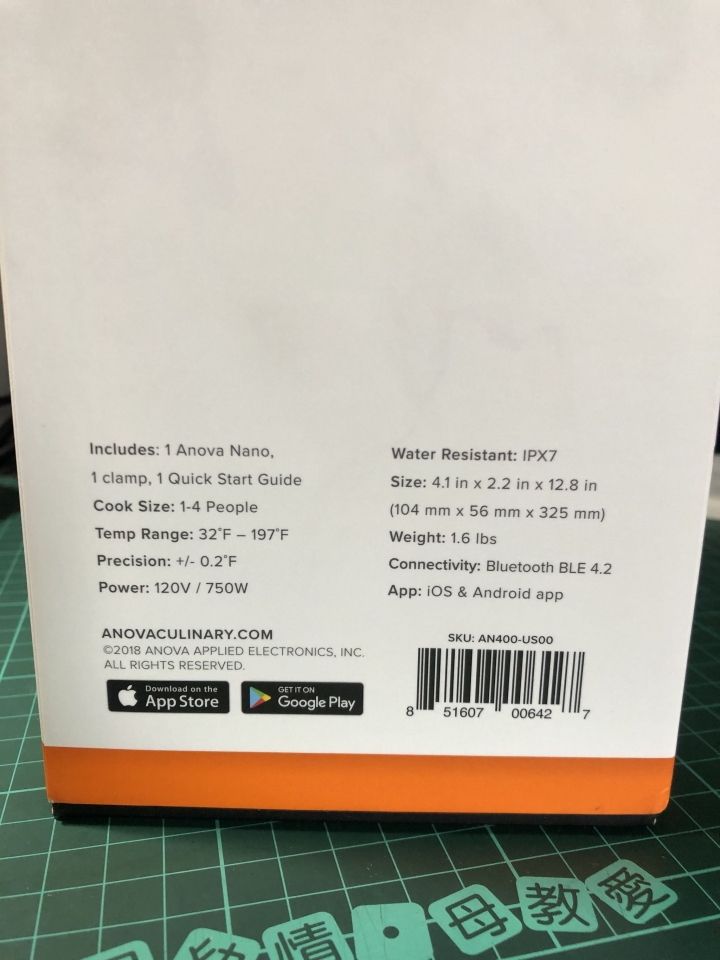 Includes: 1 Anova Nano,
1 clamp, 1 Quick Start Guide
Cook Size: 1-4 People
Temp Range: 32°F – 197°F
Precision: +/- 0.2°F
Power: 120V / 750W
Water Resistant: IPX7
Size: 4.1 in x 2.2 in x 12.8 in
(104 mm x 56 mm x 325 mm)
Weight: 1.6 lbs
Connectivity: Bluetooth BLE 4.2
App: iOS & Android app
ANOVACULINARY.COM
©2018 ANOVA APPLIED ELECTRONICS, INC.
ALL RIGHTS RESERVED.
Download on the
App Store
GET IT ON
Google Play
SKU: AN400-US00
8 51607 00642 7
情 母 教 愛